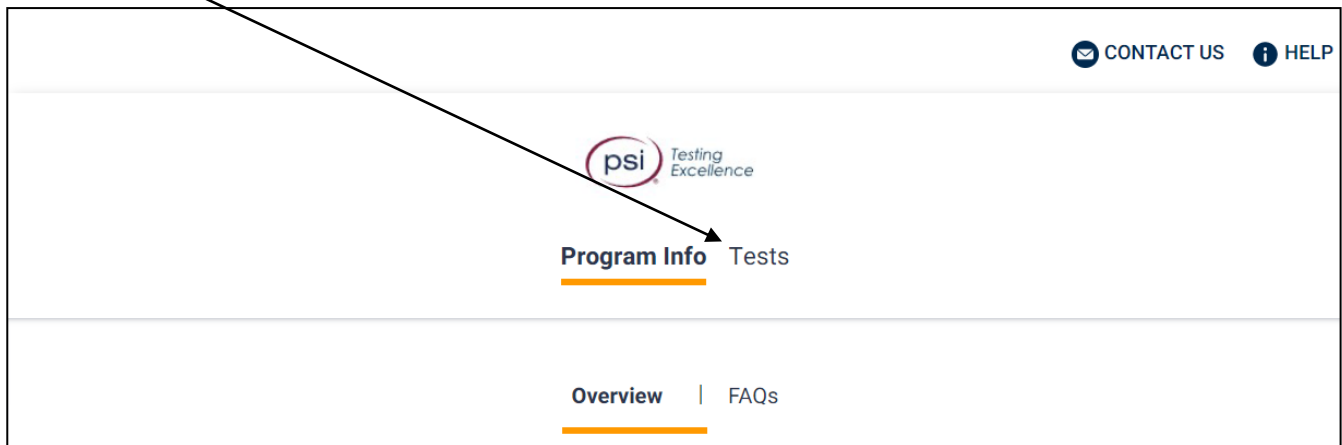 CONTACT US HELP
psi Testing
Excellence
Program Info Tests
Overview | FAQs